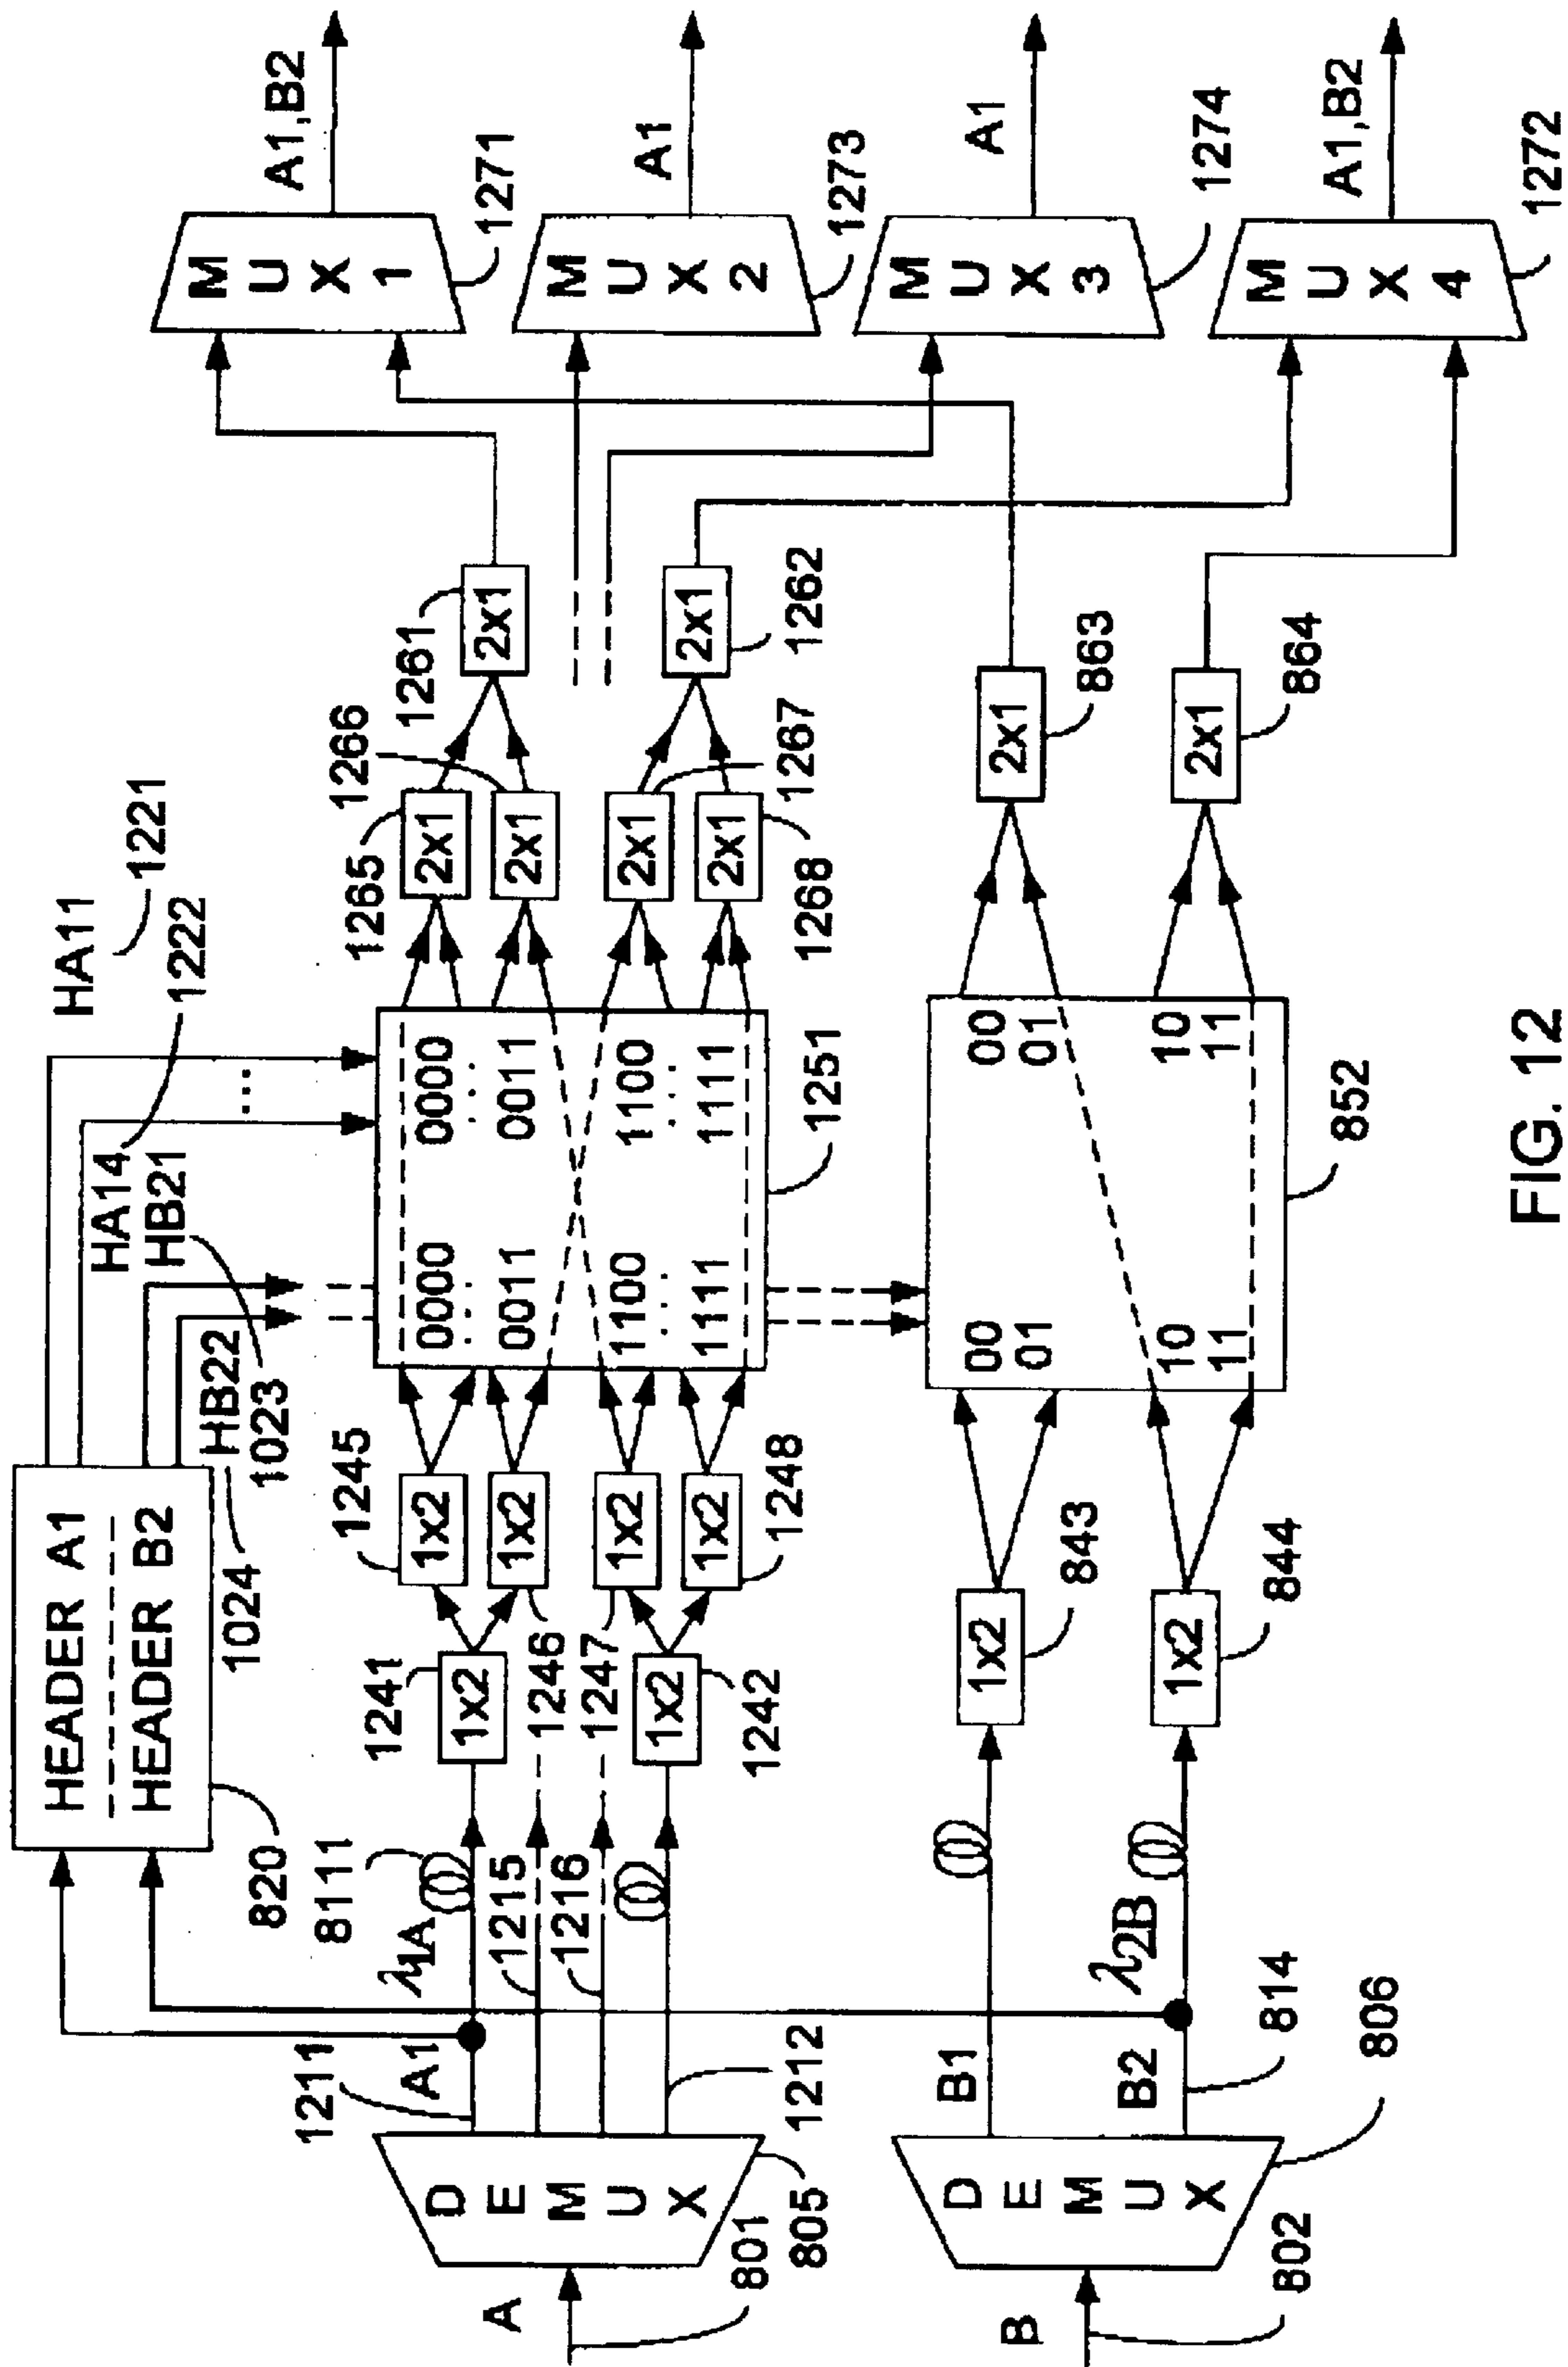 HEADER A1
HEADER B2
820
1024
HB22
1023
HA14
HB21
1222
HA11
1221
A
801
DEMUX
805
1211
A1
λ1A
8111
1215
1216
1212
1241
1x2
1246
1247
1x2
1242
1245
1x2
1x2
1x2
1x2
1248
0000
0011
1100
1111
0000
...
0011
1100
1111
1251
1265
2x1
2x1
1266
2x1
1267
2x1
1268
1261
2x1
2x1
1262
MUX 1
1271
A1,B2
MUX 2
1273
A1
MUX 3
1274
A1
MUX 4
1272
A1,B2
B
802
DEMUX
806
B1
B2
814
λ2B
1x2
843
1x2
844
00
01
10
11
00
01
10
11
852
2x1
863
2x1
864
FIG. 12